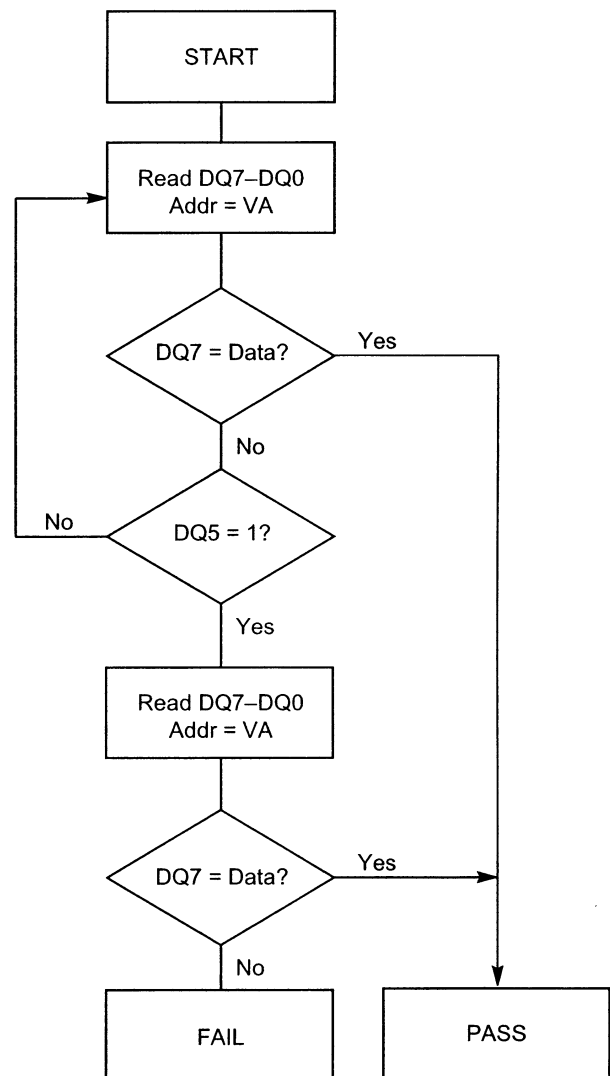 START
Read DQ7–DQ0
Addr = VA
DQ7 = Data?
Yes
No
DQ5 = 1?
No
Yes
Read DQ7–DQ0
Addr = VA
DQ7 = Data?
Yes
No
FAIL
PASS